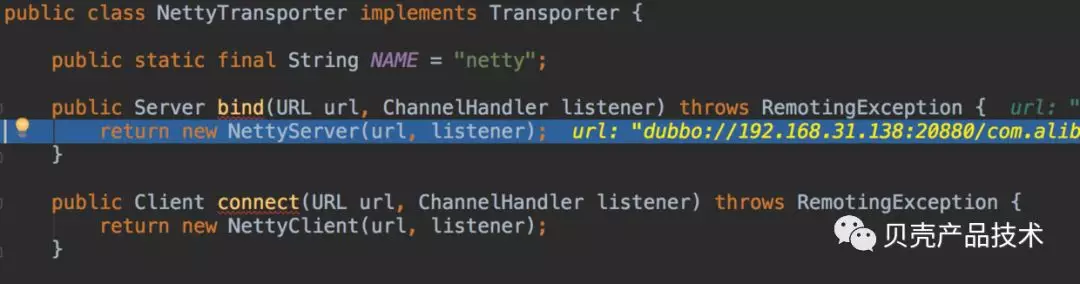 public class NettyTransporter implements Transporter {
public static final String NAME = "netty";
public Server bind(URL url, ChannelHandler listener) throws RemotingException {  url: "
return new NettyServer(url, listener);  url: "dubbo://192.168.31.138:20880/com.alib
}
public Client connect(URL url, ChannelHandler listener) throws RemotingException {
return new NettyClient(url, listener);
}
贝壳产品技术